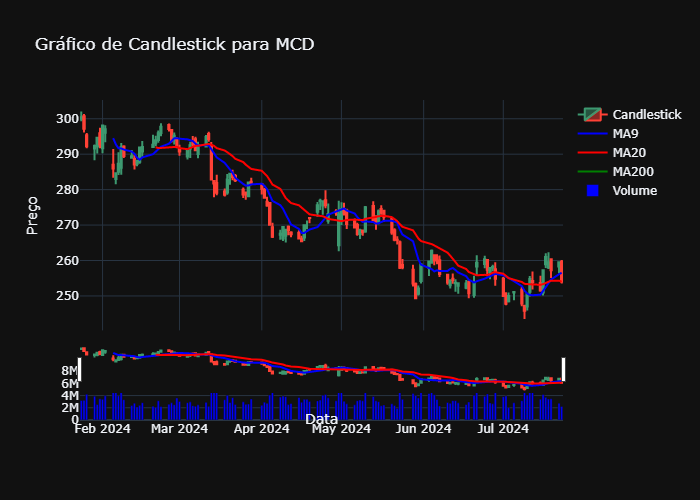 Gráfico de Candlestick para MCD
Candlestick
MA9
MA20
MA200
Volume
Preço
300
290
280
270
260
250
8M
6M
4M
2M
0
Feb 2024
Mar 2024
Apr 2024
May 2024
Jun 2024
Jul 2024
Data